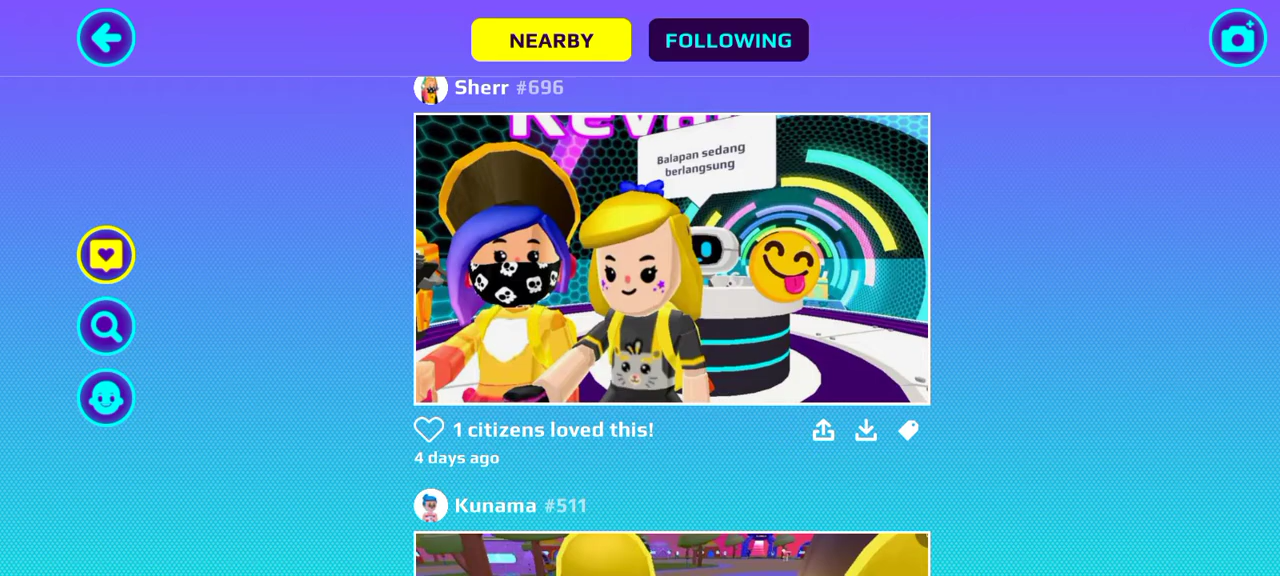 NEARBY
FOLLOWING
Sherr #696
Balapan sedang
berlangsung
1 citizens loved this!
4 days ago
Kunama #511